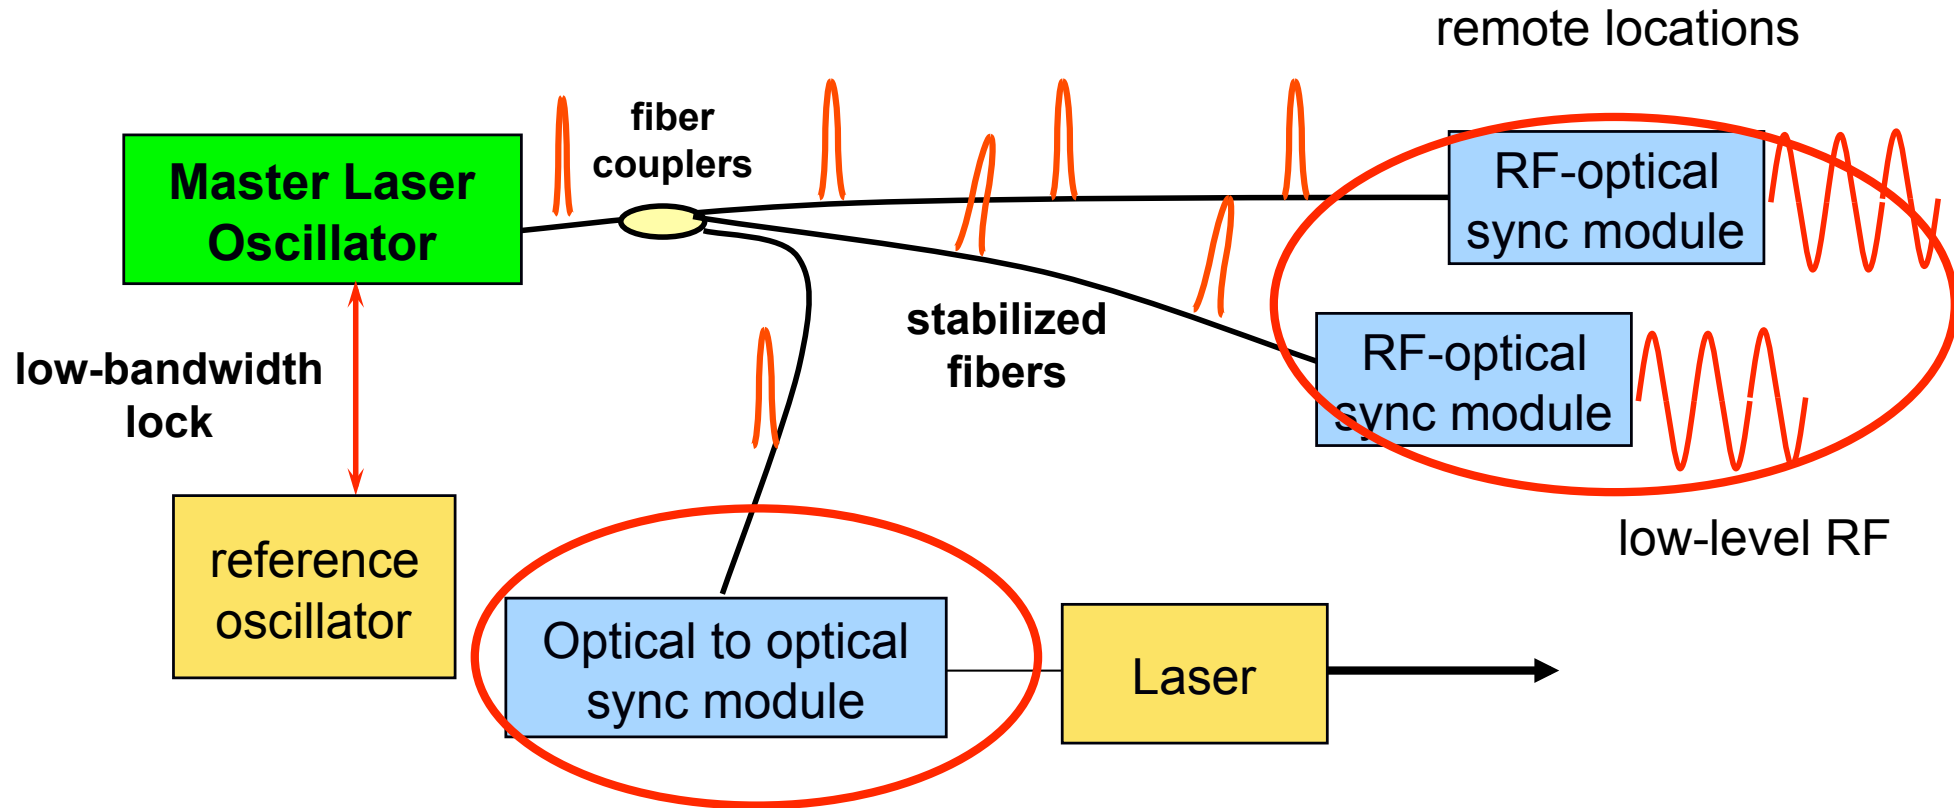 remote locations
fiber
couplers
Master Laser
Oscillator
RF-optical
sync module
stabilized
fibers
RF-optical
sync module
low-bandwidth
lock
low-level RF
reference
oscillator
Optical to optical
sync module
Laser